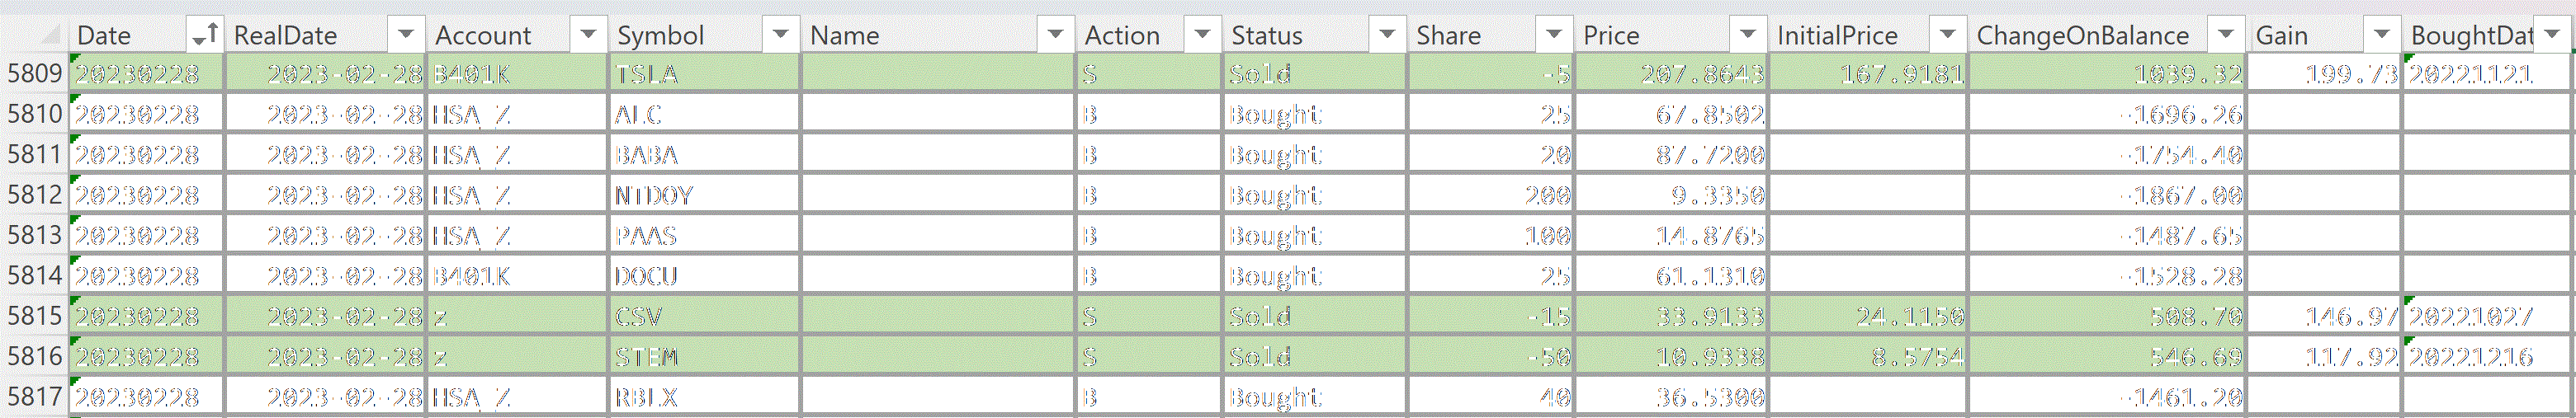 Date RealDate Account Symbol Name Action Status Share Price InitialPrice ChangeOnBalance Gain BoughtDat
5809 20230228 2023-02-28 B401K TSLA S Sold -5 207.8643 167.9181 1039.32 199.73 20221121
5810 20230228 2023-02-28 HSA_Z ALC B Bought 25 67.8502 -1696.26
5811 20230228 2023-02-28 HSA_Z BABA B Bought 20 87.7200 -1754.40
5812 20230228 2023-02-28 HSA_Z NTDOY B Bought 200 9.3350 -1867.00
5813 20230228 2023-02-28 HSA_Z PAAS B Bought 100 14.8765 -1487.65
5814 20230228 2023-02-28 B401K DOCU B Bought 25 61.1310 -1528.28
5815 20230228 2023-02-28 z CSV S Sold -15 33.9133 24.1150 508.70 146.97 20221027
5816 20230228 2023-02-28 z STEM S Sold -50 10.9338 8.5754 546.69 117.92 20221216
5817 20230228 2023-02-28 HSA_Z RBLX B Bought 40 36.5300 -1461.20